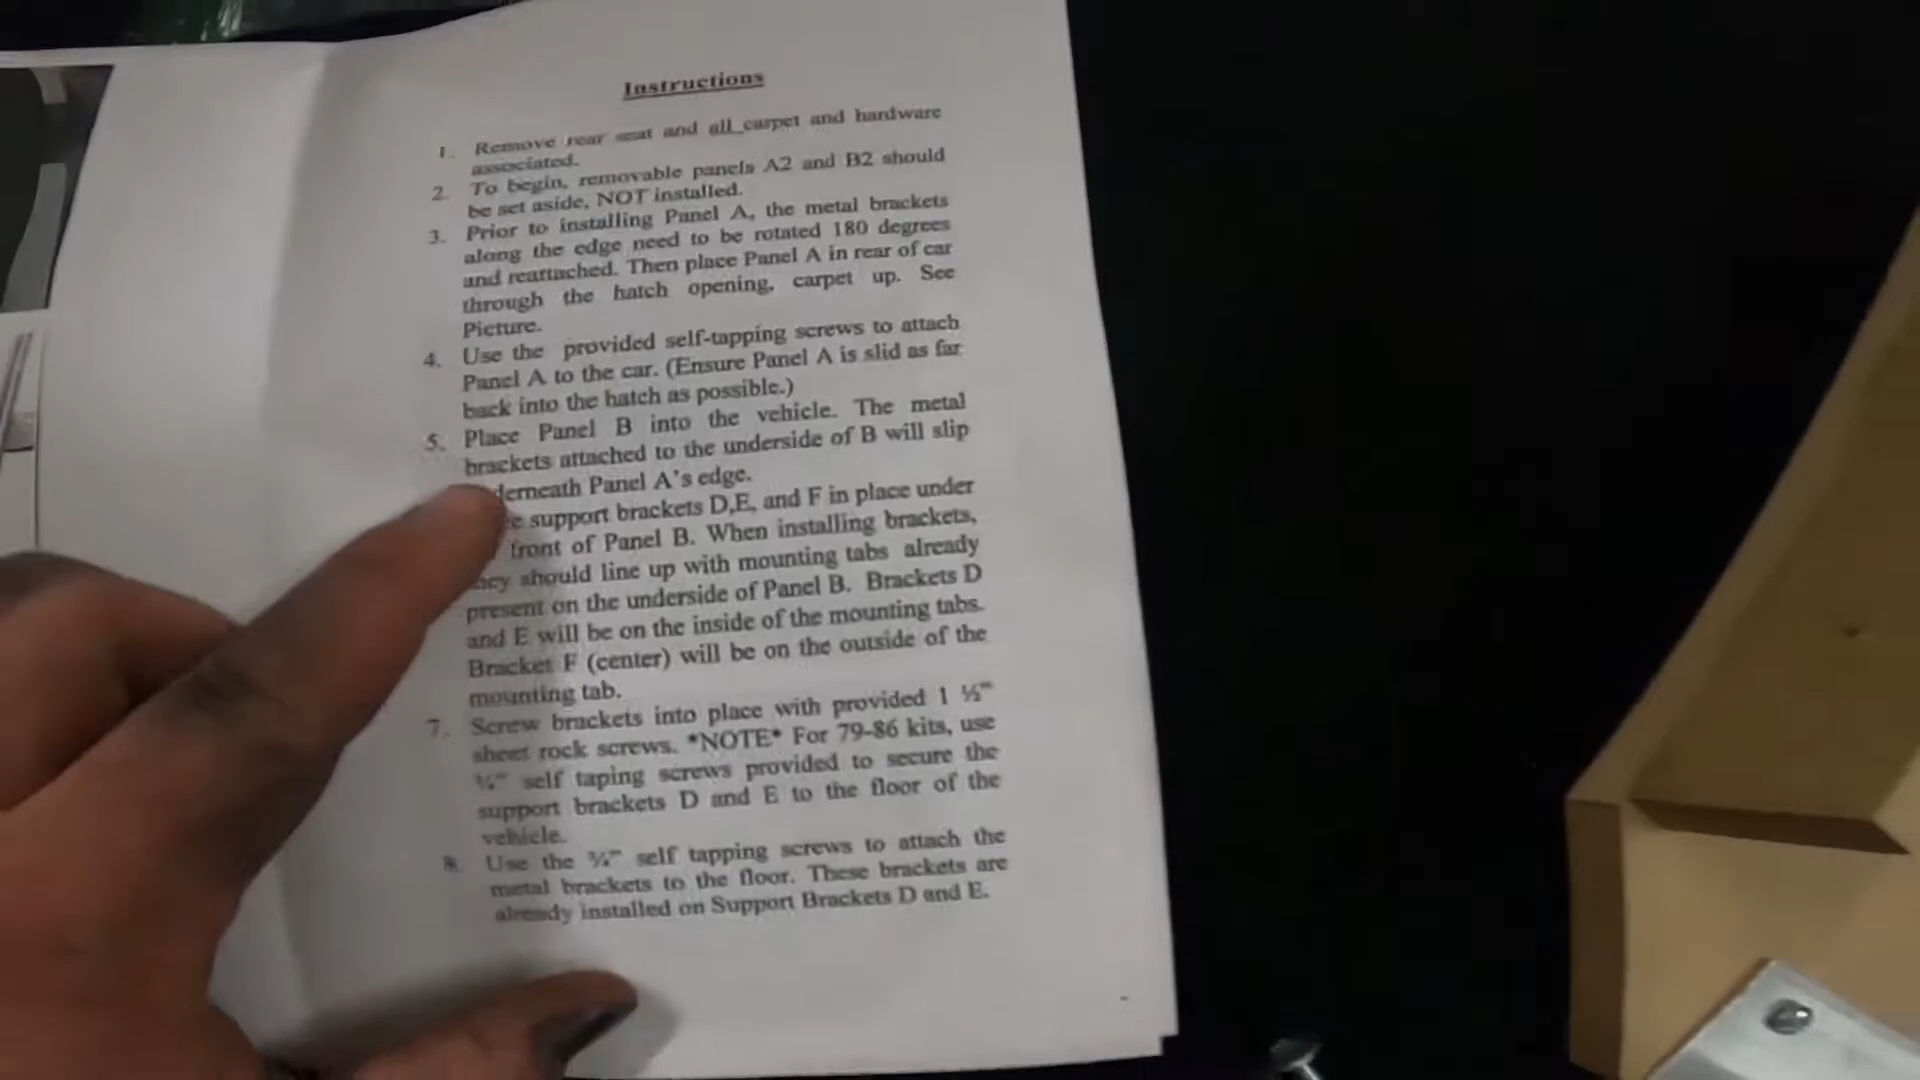 Instructions
1. Remove rear seat and all carpet and hardware
associated.
2. To begin, removable panels A2 and B2 should
be set aside, NOT installed.
3. Prior to installing Panel A, the metal brackets
along the edge need to be rotated 180 degrees
and reattached. Then place Panel A in rear of car
through the hatch opening, carpet up. See
Picture.
4. Use the provided self-tapping screws to attach
Panel A to the car. (Ensure Panel A is slid as far
back into the hatch as possible.)
5. Place Panel B into the vehicle. The metal
brackets attached to the underside of B will slip
derneath Panel A's edge.
e support brackets D,E, and F in place under
front of Panel B. When installing brackets,
hey should line up with mounting tabs already
present on the underside of Panel B. Brackets D
and E will be on the inside of the mounting tabs.
Bracket F (center) will be on the outside of the
mounting tab.
7. Screw brackets into place with provided 1 ½"
sheet rock screws. *NOTE* For 79-86 kits, use
¾" self taping screws provided to secure the
support brackets D and E to the floor of the
vehicle.
8. Use the ¾" self tapping screws to attach the
metal brackets to the floor. These brackets are
already installed on Support Brackets D and E.